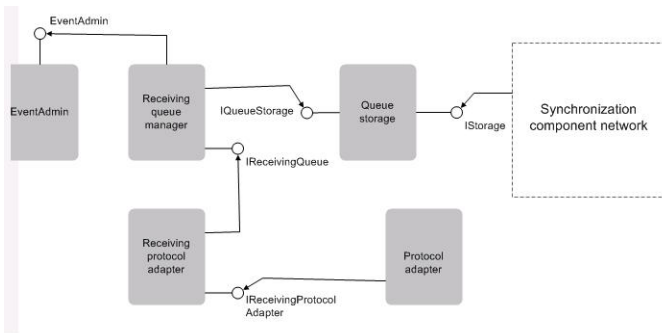 EventAdmin
EventAdmin
Receiving
queue
manager
IQueueStorage
Queue
storage
IStorage
Synchronization
component network
IReceivingQueue
Receiving
protocol
adapter
Protocol
adapter
IReceivingProtocol
Adapter